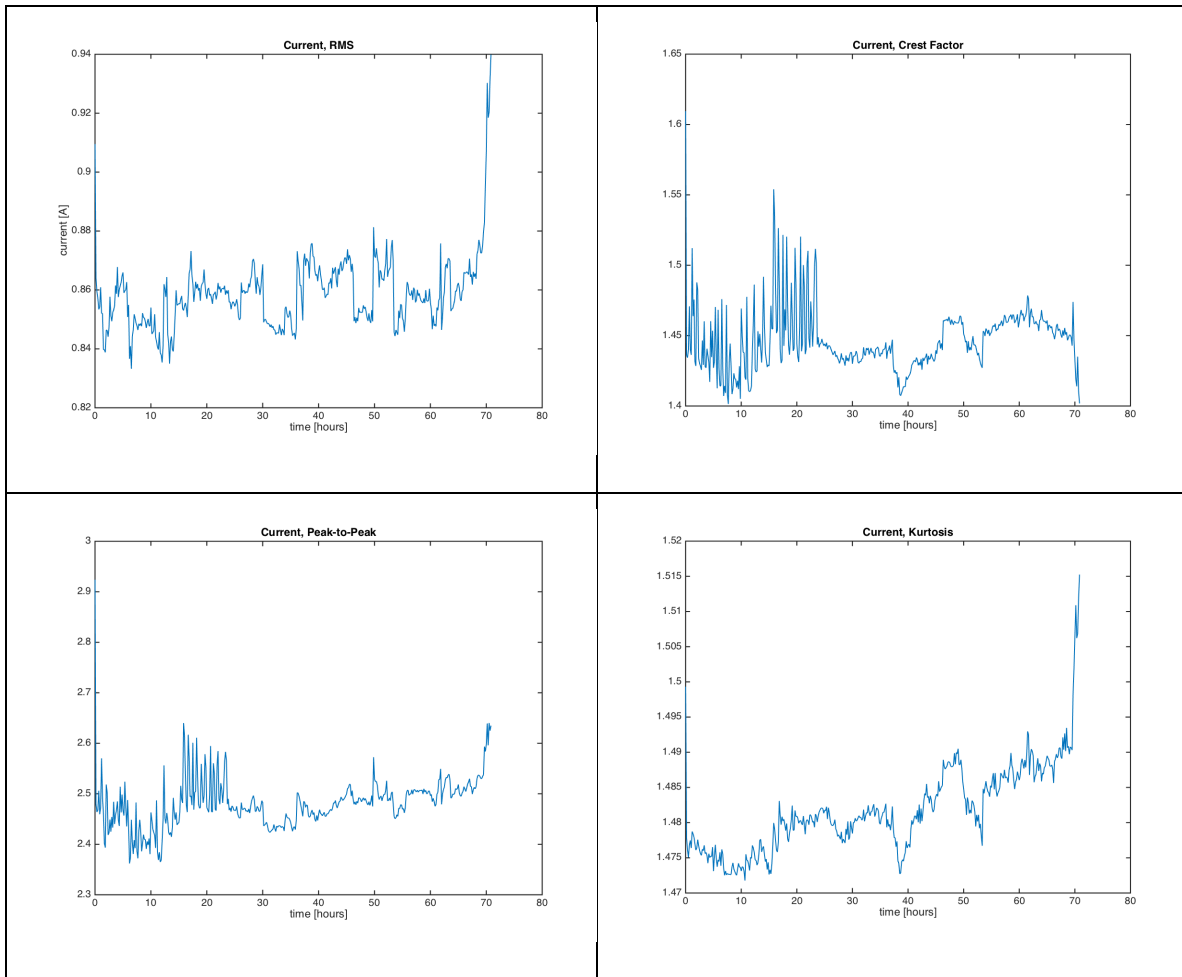 Current, RMS
0.94
0.92
0.9
0.88
0.86
0.84
0.82
current [A]
0 10 20 30 40 50 60 70 80
time [hours]
Current, Crest Factor
1.65
1.6
1.55
1.5
1.45
1.4
0 10 20 30 40 50 60 70 80
time [hours]
Current, Peak-to-Peak
3
2.9
2.8
2.7
2.6
2.5
2.4
2.3
0 10 20 30 40 50 60 70 80
time [hours]
Current, Kurtosis
1.52
1.515
1.51
1.505
1.5
1.495
1.49
1.485
1.48
1.475
1.47
0 10 20 30 40 50 60 70 80
time [hours]